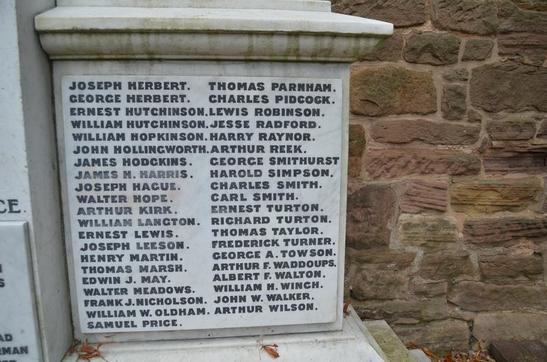 JOSEPH HERBERT. THOMAS PARNHAM.
GEORGE HERBERT. CHARLES PIDCOCK.
ERNEST HUTCHINSON. LEWIS ROBINSON.
WILLIAM HUTCHINSON. JESSE RADFORD.
WILLIAM HOPKINSON. HARRY RAYNOR.
JOHN HOLLINGWORTH. ARTHUR REEK.
JAMES HODGKINS. GEORGE SMITHURST
JAMES H. HARRIS. HAROLD SIMPSON.
JOSEPH HAGUE. CHARLES SMITH.
WALTER HOPE. CARL SMITH.
ARTHUR KIRK. ERNEST TURTON.
WILLIAM LANGTON. RICHARD TURTON.
ERNEST LEWIS. THOMAS TAYLOR.
JOSEPH LEESON. FREDERICK TURNER.
HENRY MARTIN. GEORGE A. TOWSON.
THOMAS MARSH. ARTHUR F. WADDOUPS.
EDWIN J. MAY. ALBERT F. WALTON.
WALTER MEADOWS. WILLIAM H. WINCH.
FRANK J. NICHOLSON. JOHN W. WALKER.
WILLIAM W. OLDHAM. ARTHUR WILSON.
SAMUEL PRICE.